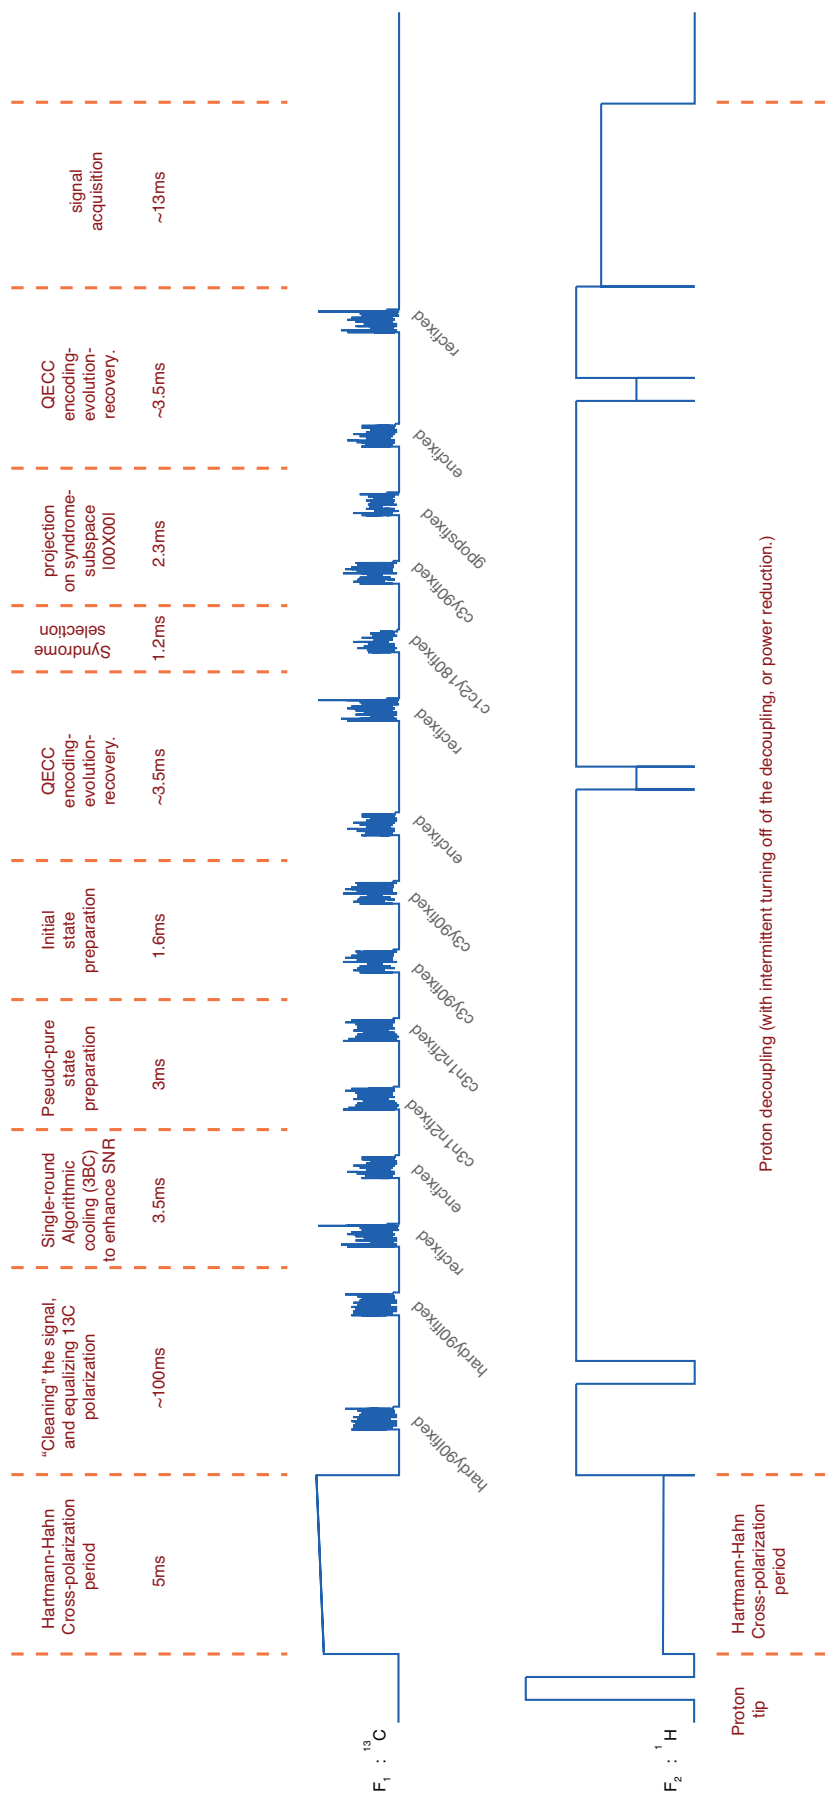 Hartmann-Hahn
Cross-polarization
period
5ms
"Cleaning" the signal,
and equalizing 13C
polarization
~100ms
Single-round
Algorithmic
cooling (3BC)
to enhance SNR
3.5ms
Pseudo-pure
state
preparation
3ms
Initial
state
preparation
1.6ms
QECC
encoding-
evolution-
recovery.
~3.5ms
Syndrome
selection
1.2ms
projection
on syndrome-
subspace
I00X00I
2.3ms
QECC
encoding-
evolution-
recovery.
~3.5ms
signal
acquisition
~13ms
F₁ : ¹³C
hardy90lfixed
hardy90lfixed
recfixed
encfixed
c3n1n2fixed
c3n1n2fixed
c3y90fixed
c3y90fixed
encfixed
recfixed
c1c2y180fixed
c3y90fixed
gpopsfixed
encfixed
recfixed
F₂ : ¹H
Proton
tip
Hartmann-Hahn
Cross-polarization
period
Proton decoupling (with intermittent turning off of the decoupling, or power reduction.)